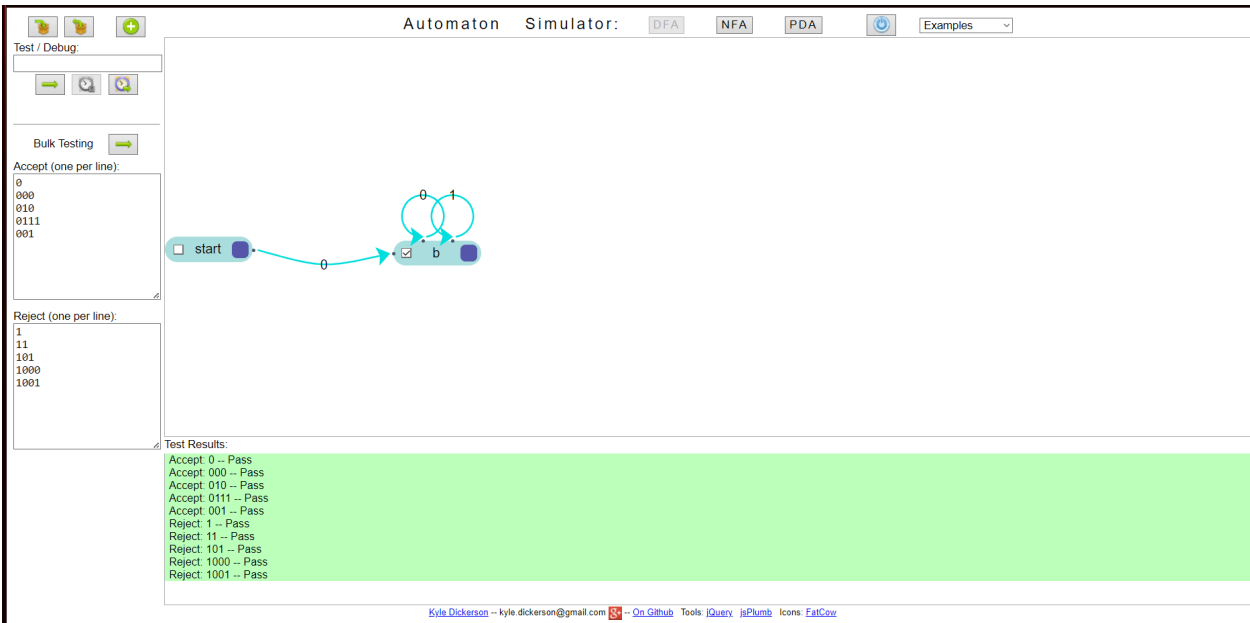 Automaton Simulator: DFA NFA PDA Examples
Test / Debug:
Bulk Testing
Accept (one per line):
0
000
010
0111
001
Reject (one per line):
1
11
101
1000
1001
0 1
start
0
b
Test Results:
Accept: 0 -- Pass
Accept: 000 -- Pass
Accept: 010 -- Pass
Accept: 0111 -- Pass
Accept: 001 -- Pass
Reject: 1 -- Pass
Reject: 11 -- Pass
Reject: 101 -- Pass
Reject: 1000 -- Pass
Reject: 1001 -- Pass
Kyle Dickerson -- kyle.dickerson@gmail.com g+ -- On Github Tools: jQuery jsPlumb Icons: FatCow